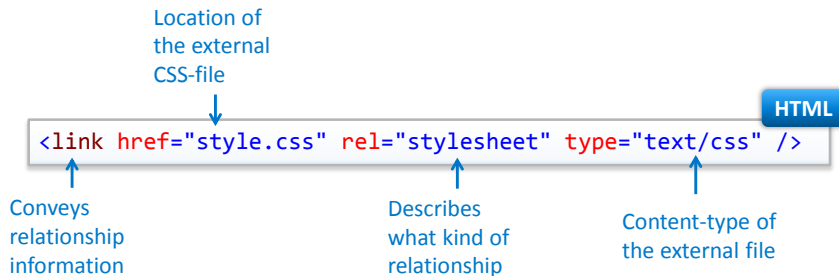 Location of
the external
CSS-file
HTML
<link href="style.css" rel="stylesheet" type="text/css" />
Conveys
relationship
information
Describes
what kind of
relationship
Content-type of
the external file